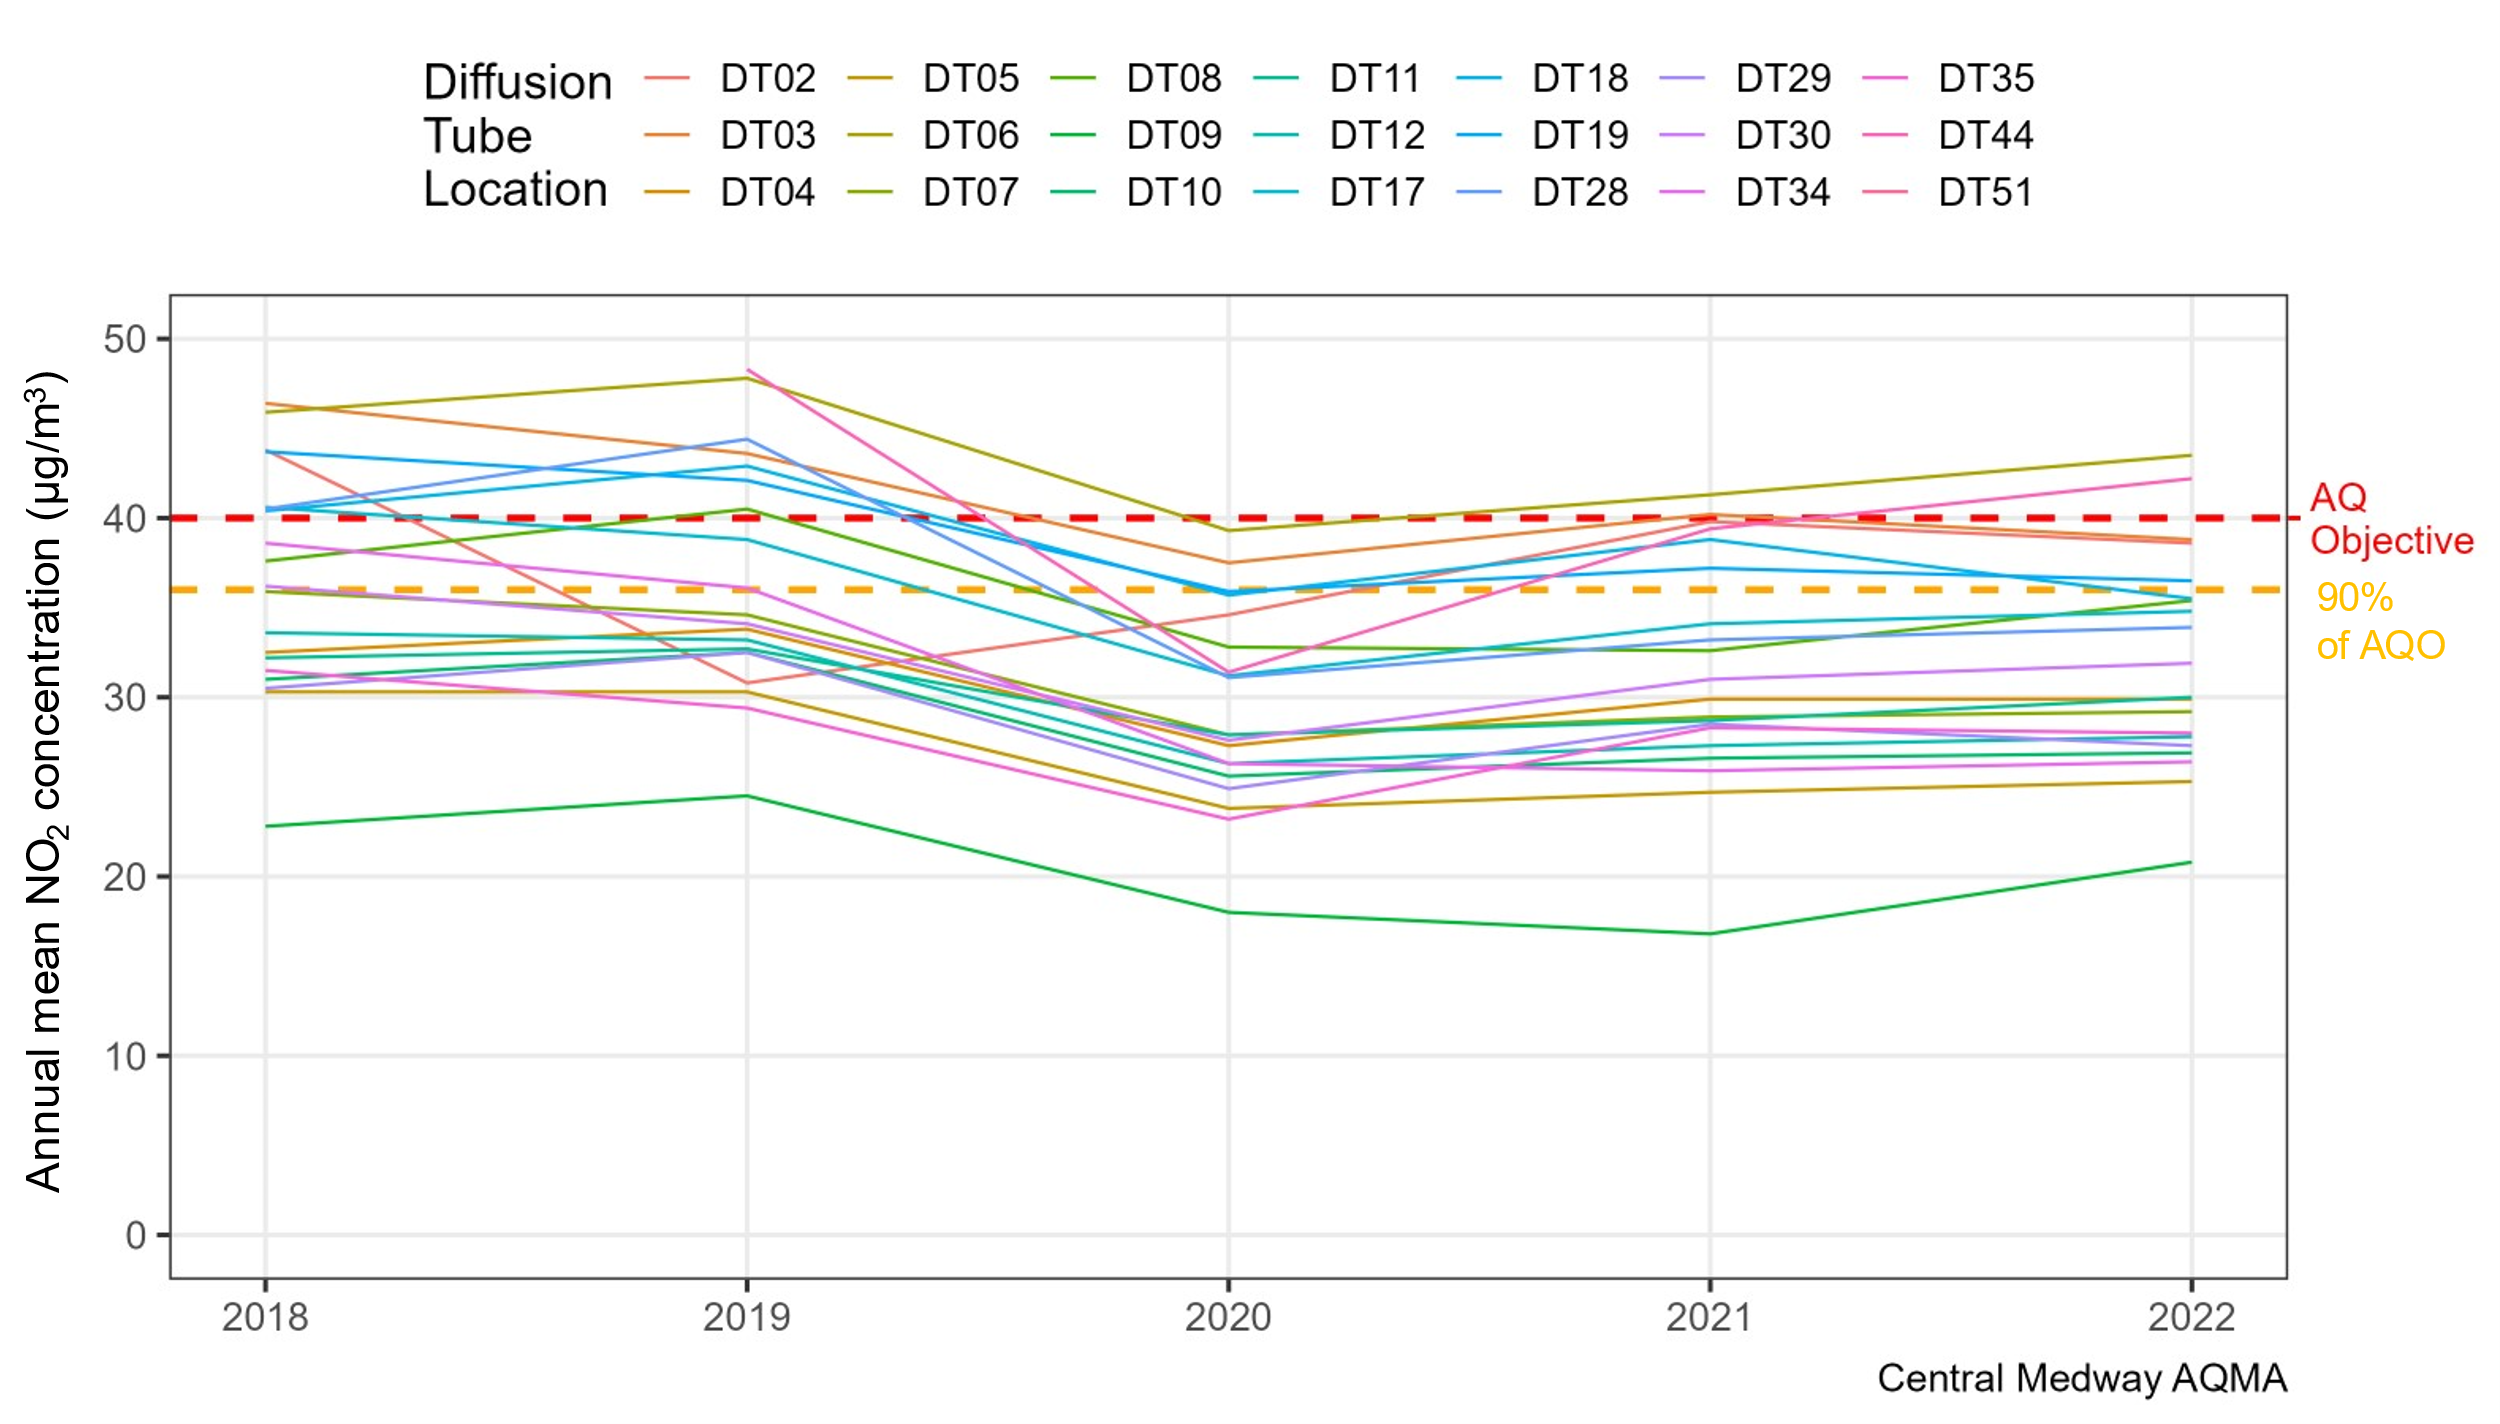 Diffusion
Tube
Location
DT02 DT05 DT08 DT11 DT18 DT29 DT35
DT03 DT06 DT09 DT12 DT19 DT30 DT44
DT04 DT07 DT10 DT17 DT28 DT34 DT51
Annual mean NO₂ concentration (µg/m³)
50
40
30
20
10
0
AQ
Objective
90%
of AQO
2018 2019 2020 2021 2022
Central Medway AQMA